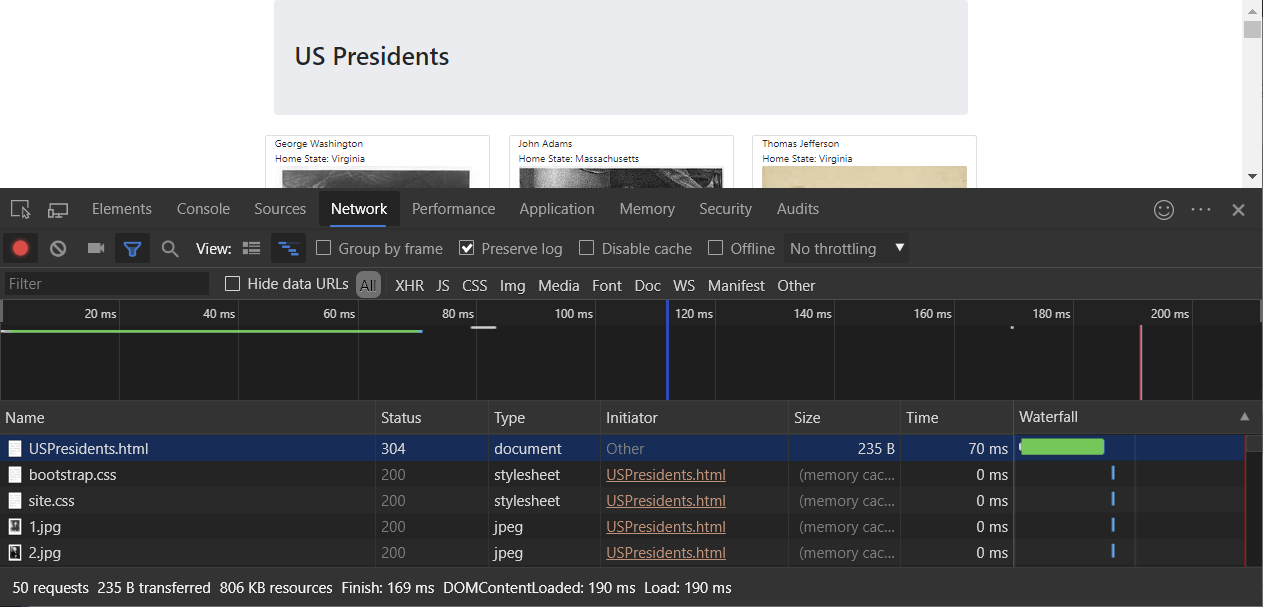 US Presidents
George Washington
Home State: Virginia
John Adams
Home State: Massachusetts
Thomas Jefferson
Home State: Virginia
Elements Console Sources Network Performance Application Memory Security Audits
View: Group by frame Preserve log Disable cache Offline No throttling
Filter Hide data URLs All XHR JS CSS Img Media Font Doc WS Manifest Other
20 ms 40 ms 60 ms 80 ms 100 ms 120 ms 140 ms 160 ms 180 ms 200 ms
Name Status Type Initiator Size Time Waterfall
USPresidents.html 304 document Other 235 B 70 ms
bootstrap.css 200 stylesheet USPresidents.html (memory cac... 0 ms
site.css 200 stylesheet USPresidents.html (memory cac... 0 ms
1.jpg 200 jpeg USPresidents.html (memory cac... 0 ms
2.jpg 200 jpeg USPresidents.html (memory cac... 0 ms
50 requests 235 B transferred 806 KB resources Finish: 169 ms DOMContentLoaded: 190 ms Load: 190 ms